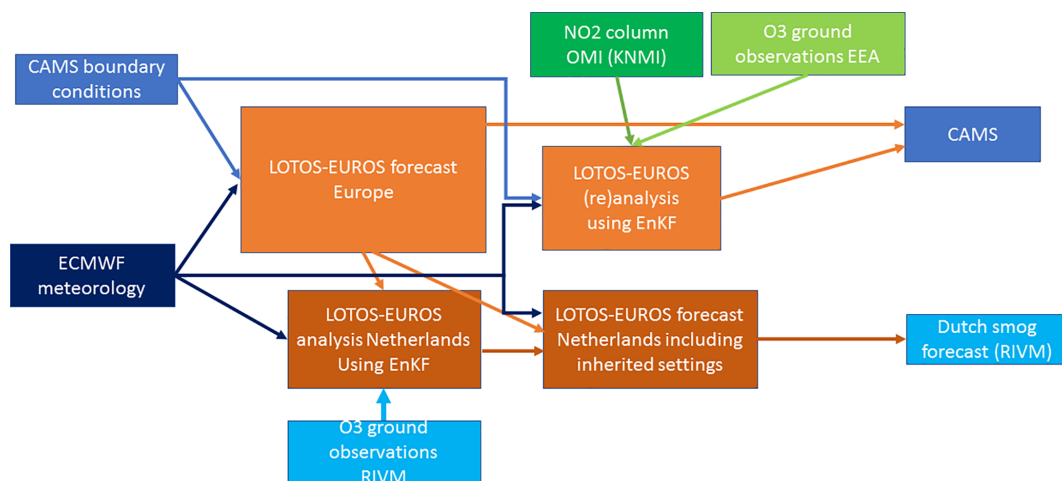 NO2 column
OMI (KNMI)
O3 ground
observations EEA
CAMS boundary
conditions
CAMS
LOTOS-EUROS forecast
Europe
LOTOS-EUROS
(re)analysis
using EnKF
ECMWF
meteorology
LOTOS-EUROS
analysis Netherlands
Using EnKF
LOTOS-EUROS forecast
Netherlands including
inherited settings
Dutch smog
forecast (RIVM)
O3 ground
observations
RIVM